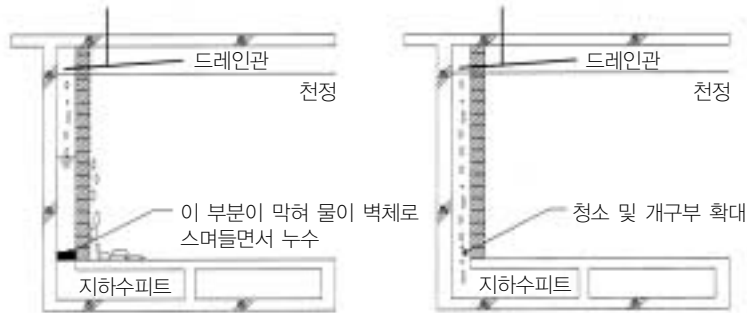 드레인관
천정
이 부분이 막혀 물이 벽체로
스며들면서 누수
지하수피트
드레인관
천정
청소 및 개구부 확대
지하수피트